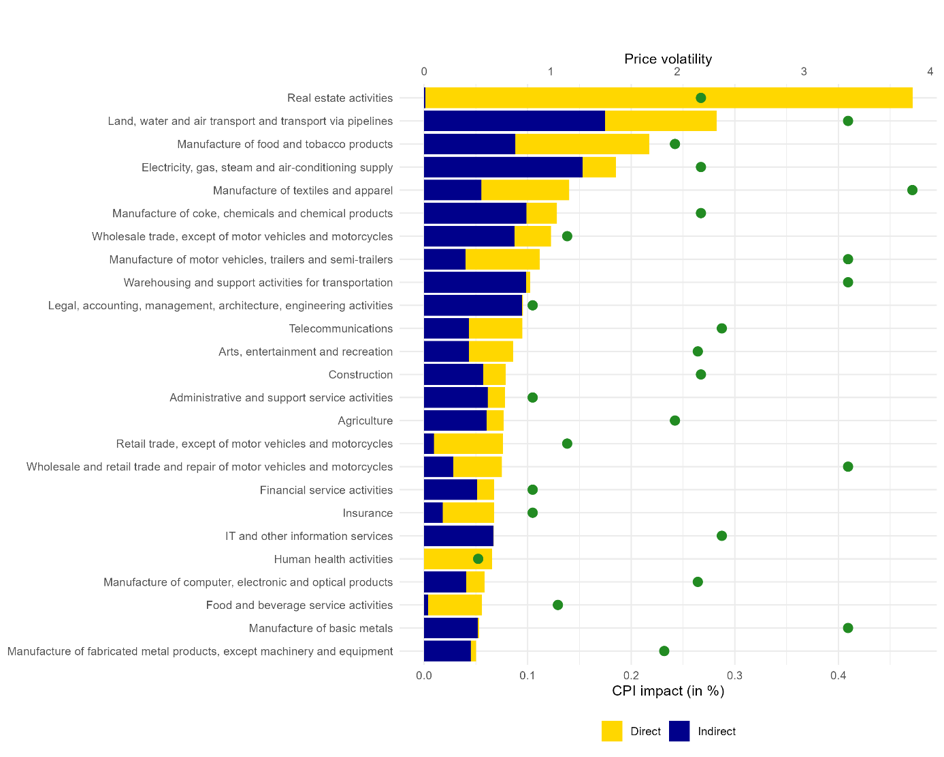 Price volatility
0 1 2 3 4
Real estate activities
Land, water and air transport and transport via pipelines
Manufacture of food and tobacco products
Electricity, gas, steam and air-conditioning supply
Manufacture of textiles and apparel
Manufacture of coke, chemicals and chemical products
Wholesale trade, except of motor vehicles and motorcycles
Manufacture of motor vehicles, trailers and semi-trailers
Warehousing and support activities for transportation
Legal, accounting, management, architecture, engineering activities
Telecommunications
Arts, entertainment and recreation
Construction
Administrative and support service activities
Agriculture
Retail trade, except of motor vehicles and motorcycles
Wholesale and retail trade and repair of motor vehicles and motorcycles
Financial service activities
Insurance
IT and other information services
Human health activities
Manufacture of computer, electronic and optical products
Food and beverage service activities
Manufacture of basic metals
Manufacture of fabricated metal products, except machinery and equipment
0.0 0.1 0.2 0.3 0.4
CPI impact (in %)
Direct Indirect